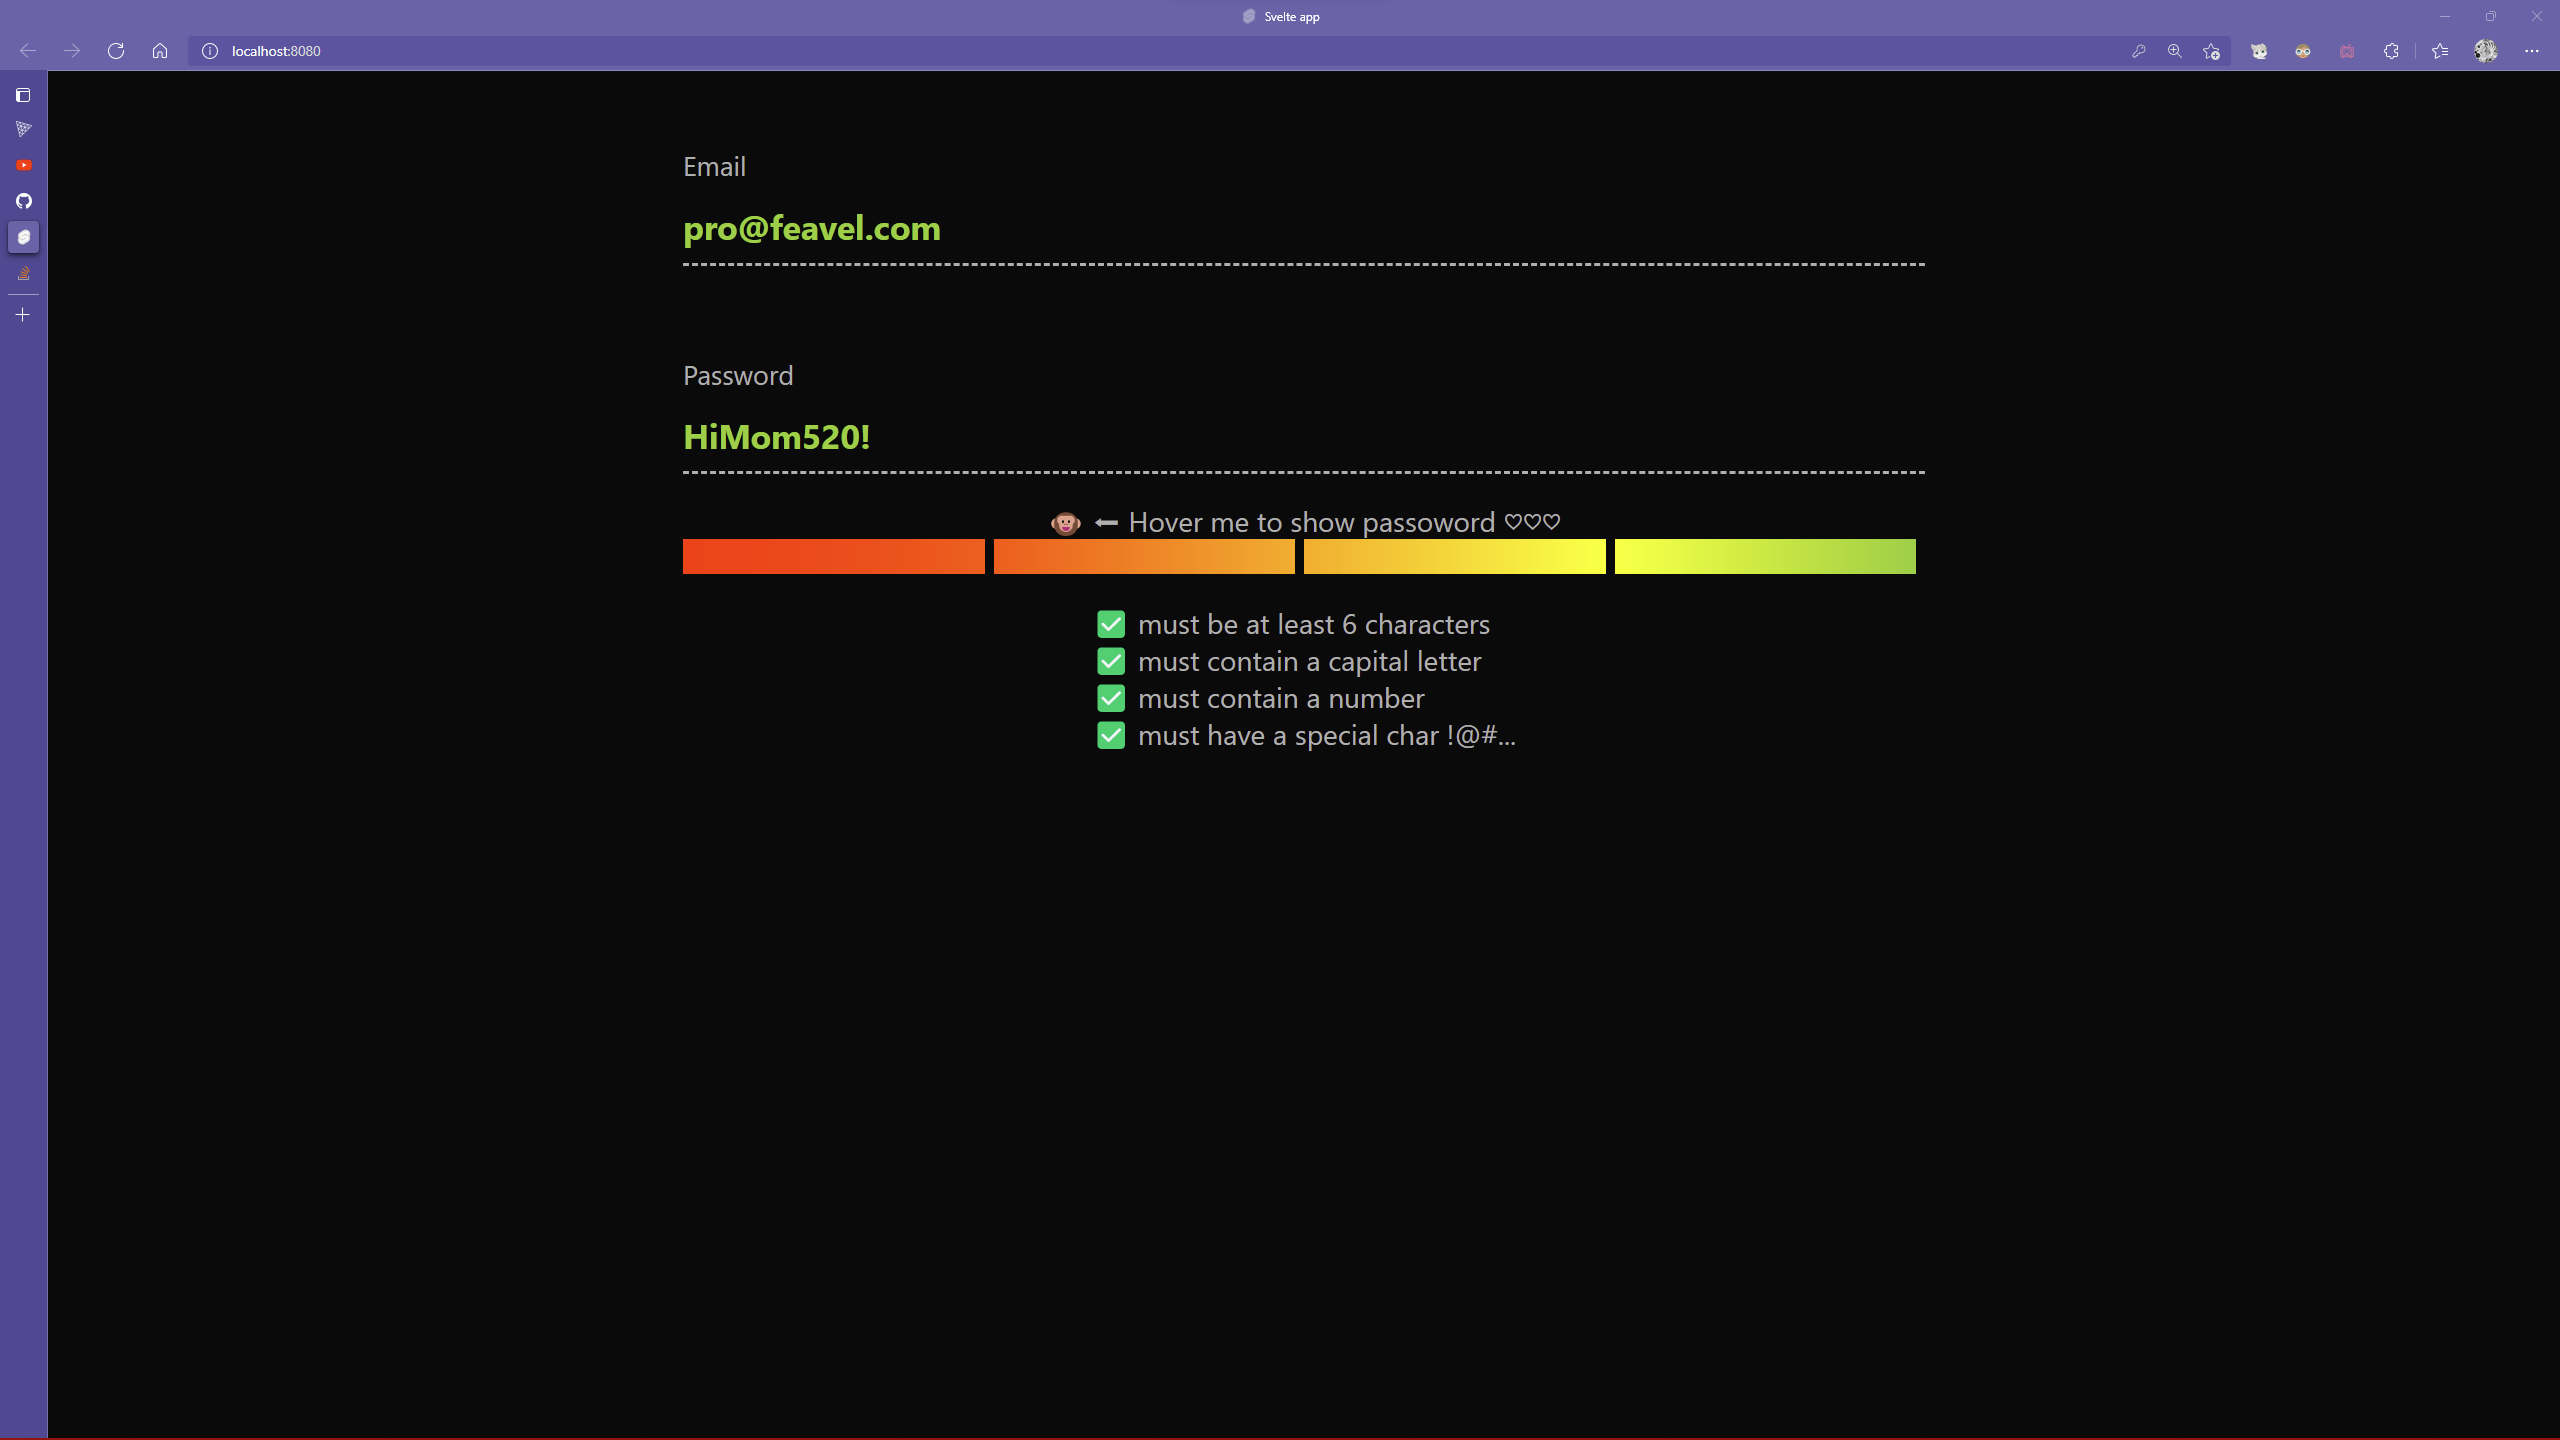 Svelte app
localhost:8080
Email
pro@feavel.com
Password
HiMom520!
🐵 ⬅ Hover me to show passoword ♡♡♡
✅ must be at least 6 characters
✅ must contain a capital letter
✅ must contain a number
✅ must have a special char !@#...